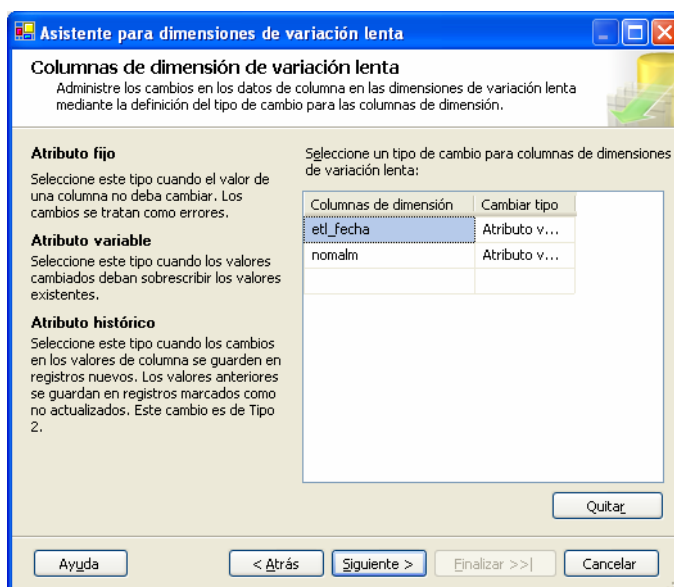 Asistente para dimensiones de variación lenta
Columnas de dimensión de variación lenta
Administre los cambios en los datos de columna en las dimensiones de variación lenta
mediante la definición del tipo de cambio para las columnas de dimensión.
Atributo fijo
Seleccione este tipo cuando el valor de
una columna no deba cambiar. Los
cambios se tratan como errores.
Atributo variable
Seleccione este tipo cuando los valores
cambiados deban sobrescribir los valores
existentes.
Atributo histórico
Seleccione este tipo cuando los cambios
en los valores de columna se guarden en
registros nuevos. Los valores anteriores
se guardan en registros marcados como
no actualizados. Este cambio es de Tipo
2.
Seleccione un tipo de cambio para columnas de dimensiones
de variación lenta:
Columnas de dimensión Cambiar tipo
etl_fecha Atributo v...
nomalm Atributo v...
Quitar
Ayuda < Atrás Siguiente > Finalizar >>| Cancelar